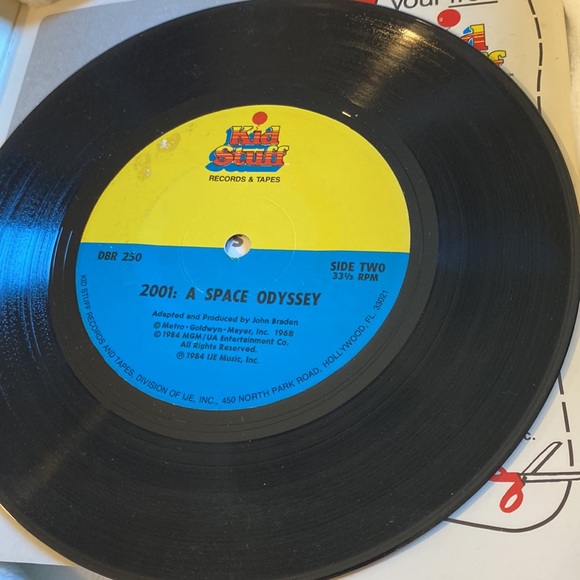 your
Kid
Stuff
RECORDS & TAPES
DBR 250
SIDE TWO
33⅓ RPM
2001: A SPACE ODYSSEY
Adapted and Produced by John Braden
© Metro-Goldwyn-Mayer, Inc. 1968
© 1984 MGM/UA Entertainment Co.
All Rights Reserved.
℗ 1984 IJE Music, Inc.
KID STUFF RECORDS AND TAPES, DIVISION OF IJE, INC., 450 NORTH PARK ROAD, HOLLYWOOD, FL. 33021